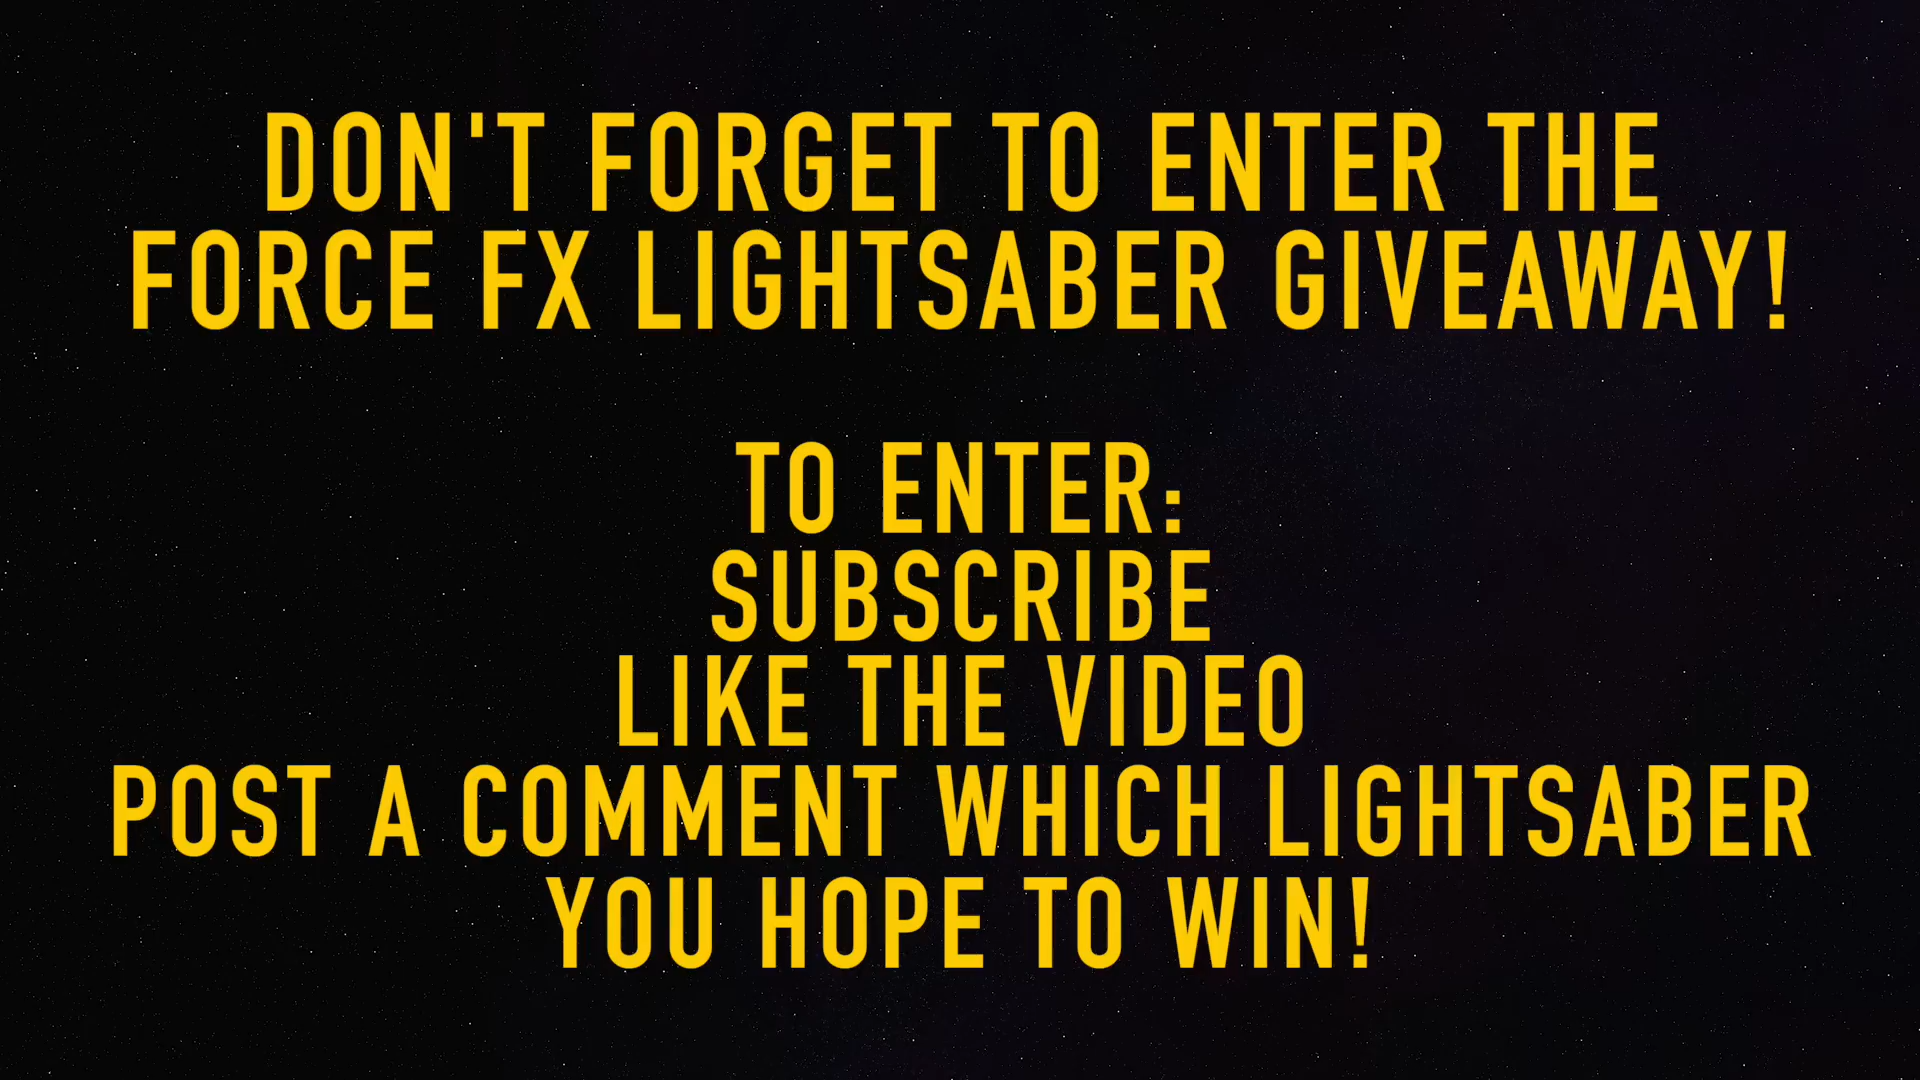 DON'T FORGET TO ENTER THE
FORCE FX LIGHTSABER GIVEAWAY!
TO ENTER:
SUBSCRIBE
LIKE THE VIDEO
POST A COMMENT WHICH LIGHTSABER
YOU HOPE TO WIN!